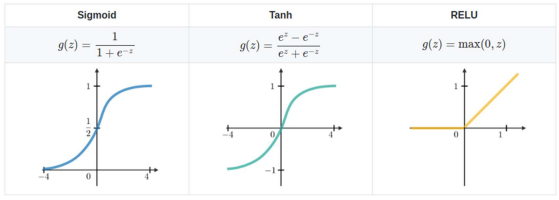 Sigmoid Tanh RELU
g(z) = 1 / (1 + e^{-z}) g(z) = (e^z − e^{-z}) / (e^z + e^{-z}) g(z) = max(0, z)
1 1 1
1/2
−4 0 4 −4 0 4 0 1
−1